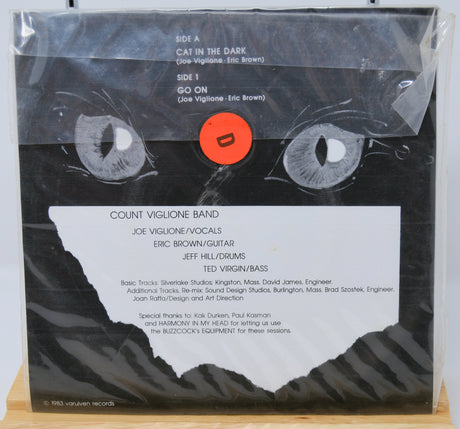 SIDE A
CAT IN THE DARK
(Joe Viglione · Eric Brown)
SIDE 1
GO ON
(Joe Viglione · Eric Brown)
D
COUNT VIGLIONE BAND
JOE VIGLIONE/VOCALS
ERIC BROWN/GUITAR
JEFF HILL/DRUMS
TED VIRGIN/BASS
Basic Tracks: Silverlake Studios; Kingston, Mass. David James, Engineer.
Additional Tracks, Re-mix: Sound Design Studios, Burlington, Mass. Brad Szostek, Engineer.
Joan Raffa/Design and Art Direction
Special thanks to: Kok Durken, Paul Kasman
and HARMONY IN MY HEAD for letting us use
the BUZZCOCK's EQUIPMENT for these sessions.
© 1983 varulven records